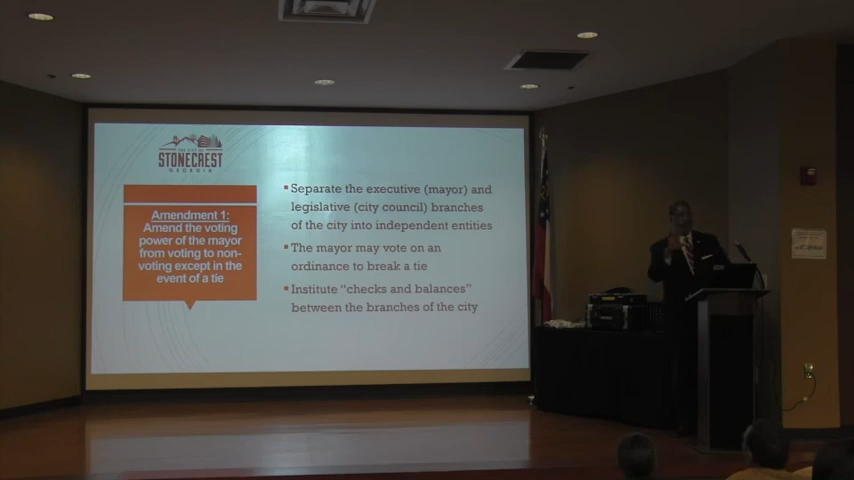 THE CITY OF
STONECREST
GEORGIA
Amendment 1:
Amend the voting
power of the mayor
from voting to non-
voting except in the
event of a tie
▪ Separate the executive (mayor) and
legislative (city council) branches
of the city into independent entities
▪ The mayor may vote on an
ordinance to break a tie
▪ Institute “checks and balances”
between the branches of the city